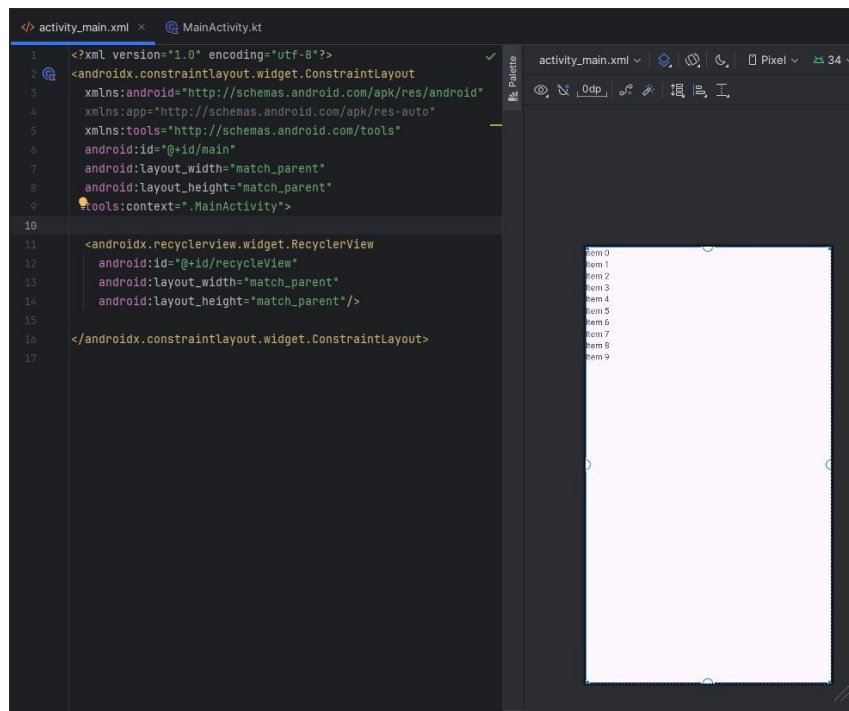 activity_main.xml
MainActivity.kt
1 <?xml version="1.0" encoding="utf-8"?>
2 <androidx.constraintlayout.widget.ConstraintLayout
3 xmlns:android="http://schemas.android.com/apk/res/android"
4 xmlns:app="http://schemas.android.com/apk/res-auto"
5 xmlns:tools="http://schemas.android.com/tools"
6 android:id="@+id/main"
7 android:layout_width="match_parent"
8 android:layout_height="match_parent"
9 tools:context=".MainActivity">
10
11 <androidx.recyclerview.widget.RecyclerView
12 android:id="@+id/recycleView"
13 android:layout_width="match_parent"
14 android:layout_height="match_parent"/>
15
16 </androidx.constraintlayout.widget.ConstraintLayout>
17
Palette
activity_main.xml Pixel 34
0dp
Item 0
Item 1
Item 2
Item 3
Item 4
Item 5
Item 6
Item 7
Item 8
Item 9